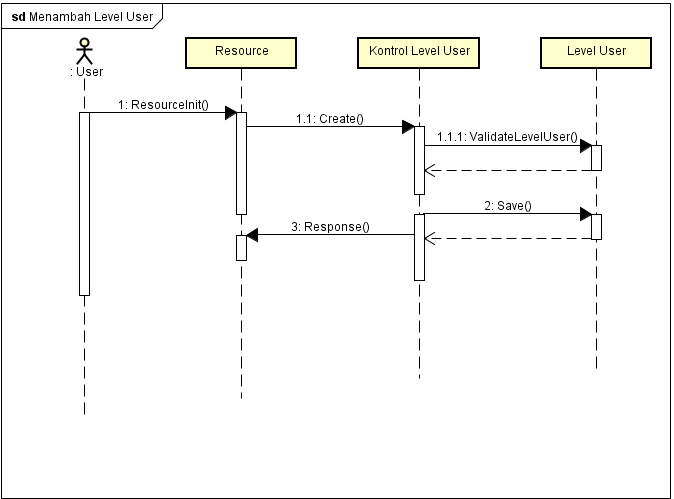 sd Menambah Level User
: User
Resource
Kontrol Level User
Level User
1: ResourceInit()
1.1: Create()
1.1.1: ValidateLevelUser()
2: Save()
3: Response()